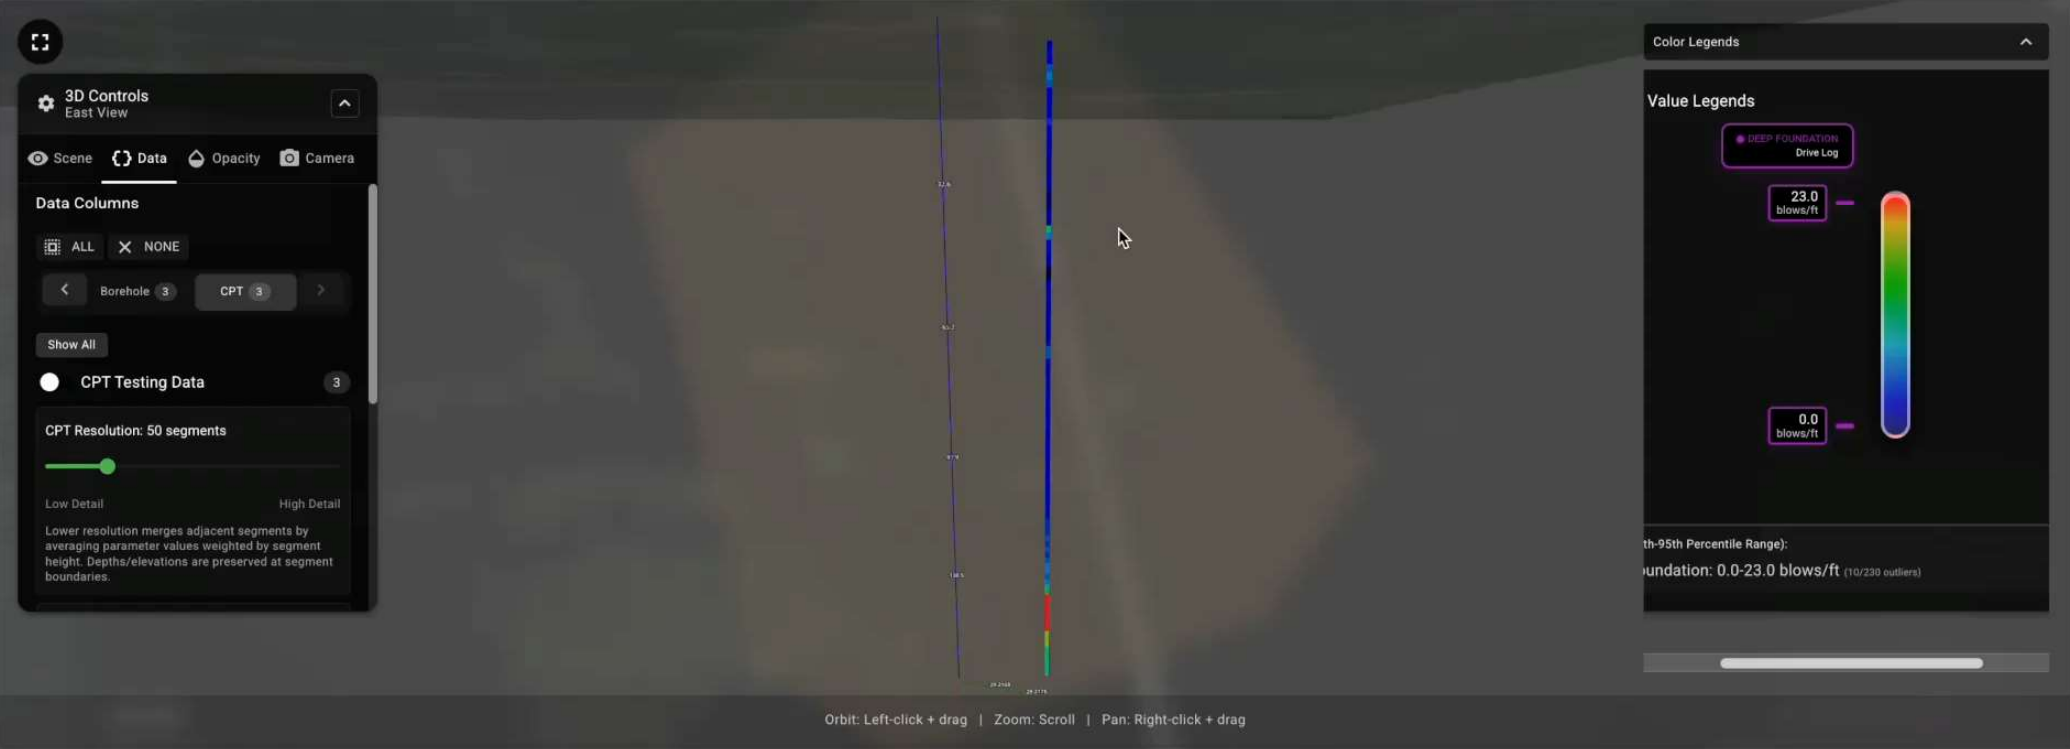 3D Controls
East View
Scene
Data
Opacity
Camera
Data Columns
ALL
NONE
Borehole 3
CPT 3
Show All
CPT Testing Data 3
CPT Resolution: 50 segments
Low Detail
High Detail
Lower resolution merges adjacent segments by
averaging parameter values weighted by segment
height. Depths/elevations are preserved at segment
boundaries.
32.6
Color Legends
Value Legends
DEEP FOUNDATION
Drive Log
23.0
blows/ft
0.0
blows/ft
th-95th Percentile Range):
undation: 0.0-23.0 blows/ft (10/230 outliers)
Orbit: Left-click + drag | Zoom: Scroll | Pan: Right-click + drag